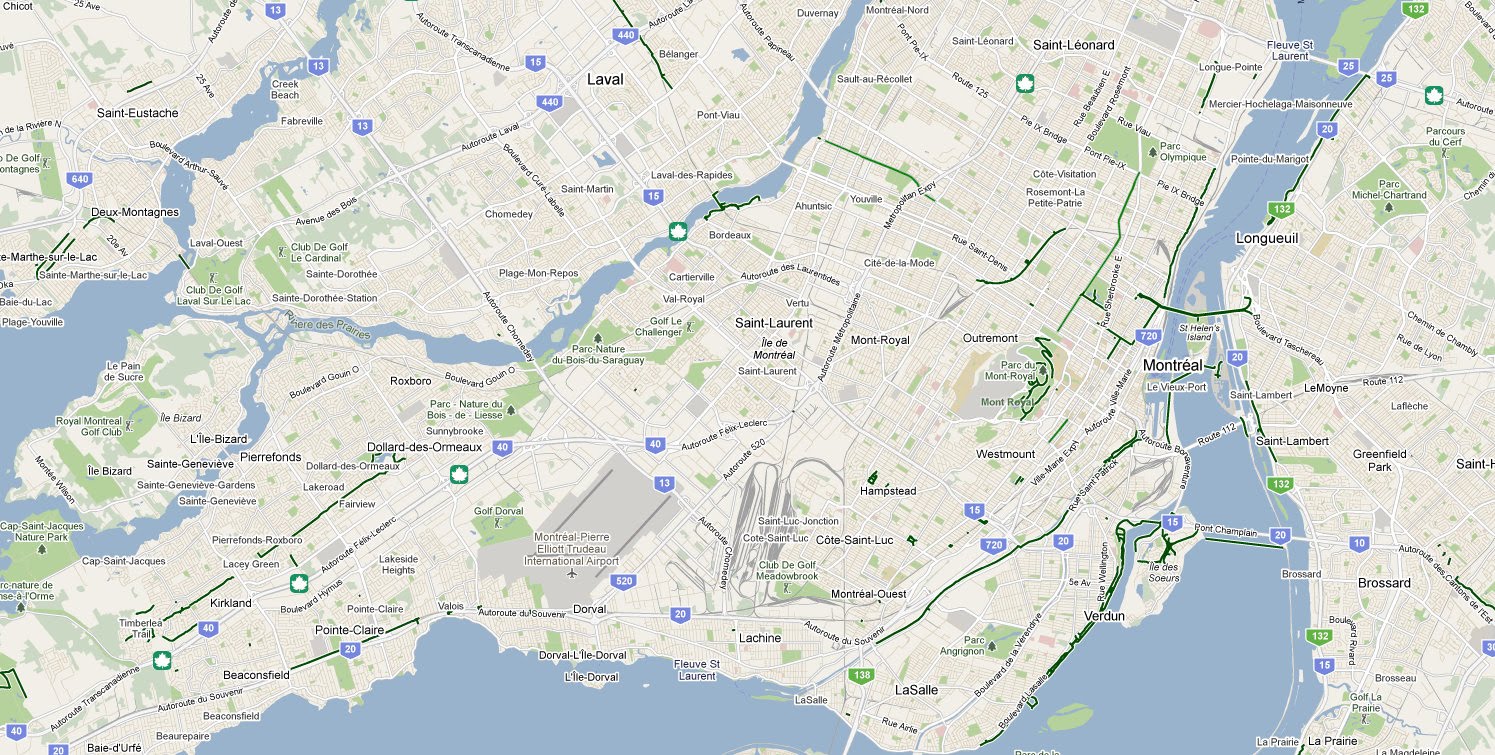 Chicot
25 Ave
13
Autoroute Transcanadienne
440
Bélanger
15
Laval
Autoroute Papineau
Duvernay
Montréal-Nord
Pont Pie-IX
Saint-Léonard
Saint-Léonard
132
Fleuve St
Laurent
25
25
Longue-Pointe
Sault-au-Récollet
Route 125
Rue Beaubien E
Boulevard Rosemont
Mercier-Hochelaga-Maisonneuve
13
Creek
Beach
25 Ave
Saint-Eustache
Fabreville
13
440
Pont-Viau
Autoroute Laval
Boulevard Arthur-Sauvé
Boulevard Curé-Labelle
Pie IX Bridge
Rue Viau
20
Parcours
du Cerf
Pont Pie-IX
Parc
Olympique
Pointe-du-Marigot
640
Saint-Martin
Laval-des-Rapides
15
Côte-Visitation
Rosemont-La
Petite-Patrie
Pie IX Bridge
Parc
Michel-Chartrand
Deux-Montagnes
Avenue des Bois
Chomedey
Ahuntsic
Youville
Metropolitan Expy
132
Longueuil
20e Av
Laval-Ouest
Club De Golf
Le Cardinal
Bordeaux
Rue Saint-Denis
te-Marthe-sur-le-Lac
Sainte-Marthe-sur-le-Lac
Sainte-Dorothée
Plage-Mon-Repos
Cartierville
Autoroute des Laurentides
Cité-de-la-Mode
Rue Sherbrooke E
Oka
Baie-du-Lac
Club De Golf
Laval Sur Le Lac
Sainte-Dorothée-Station
Val-Royal
Vertu
Plage-Youville
Rivière des Prairies
Autoroute Chomedey
Golf Le
Challenger
Saint-Laurent
Autoroute Métropolitaine
Île de
Montréal
Saint-Laurent
Mont-Royal
Outremont
720
St Helen's
Island
Boulevard Taschereau
Chemin de Chambly
Rue de Lyon
Parc-Nature
du-Bois-du-Saraguay
Le Pain
de Sucre
Boulevard Gouin O
Roxboro
Boulevard Gouin O
Parc du
Mont-Royal
Mont Royal
Montréal
Le Vieux-Port
20
Saint-Lambert
LeMoyne
Route 112
Laflèche
Royal Montreal
Golf Club
Île Bizard
Parc - Nature du
Bois - de - Liesse
Sunnybrooke
Autoroute Ville-Marie
L'Île-Bizard
Dollard-des-Ormeaux
40
40
Autoroute Félix-Leclerc
Autoroute 520
Westmount
Ville-Marie Expy
Autoroute Bonaventure
Route 112
Saint-Lambert
Greenfield
Park
Île Bizard
Sainte-Geneviève
Pierrefonds
Dollard-des-Ormeaux
Montée Wilson
Sainte-Geneviève-Gardens
Lakeroad
Sainte-Geneviève
Fairview
13
Hampstead
Rue Saint Patrick
132
Saint-H
Cap-Saint-Jacques
Nature Park
Golf Dorval
Saint-Luc-Jonction
15
15
Pont Champlain
20
10
Pierrefonds-Roxboro
Montréal-Pierre
Elliott Trudeau
International Airport
Autoroute Chomedey
Cote-Saint-Luc
Côte-Saint-Luc
720
20
Cap-Saint-Jacques
Lacey Green
Autoroute Félix-Leclerc
Lakeside
Heights
Club De Golf
Meadowbrook
Rue Wellington
Île des
Soeurs
Brossard
Brossard
Autoroute des Cantons de l'Est
Parc-nature de
nse-à-l'Orme
Kirkland
Boulevard Hymus
Pointe-Claire
Valois
Autoroute du Souvenir
520
Dorval
20
Montréal-Ouest
5e Av
Verdun
Timberlea
Trail
40
Pointe-Claire
20
Lachine
Autoroute du Souvenir
Parc
Angrignon
Boulevard de la Vérendrye
132
15
Boulevard Rivard
30
Beaconsfield
Dorval-L'Île-Dorval
L'Île-Dorval
Fleuve St
Laurent
138
LaSalle
LaSalle
Boulevard Lasalle
Brosseau
Autoroute Transcanadienne
Autoroute du Souvenir
Beaconsfield
Rue Airlie
Golf La
Prairie
40
20
Beaurepaire
Baie-d'Urfé
La Prairie
La Prairie
La Magdeleine